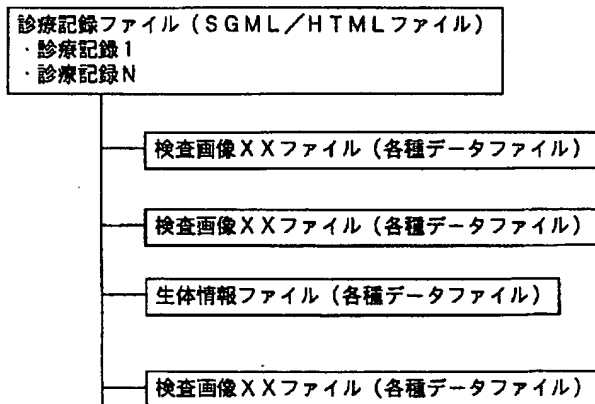 診療記録ファイル（ＳＧＭＬ／ＨＴＭＬファイル）
・診療記録１
・診療記録Ｎ
検査画像ＸＸファイル（各種データファイル）
検査画像ＸＸファイル（各種データファイル）
生体情報ファイル（各種データファイル）
検査画像ＸＸファイル（各種データファイル）